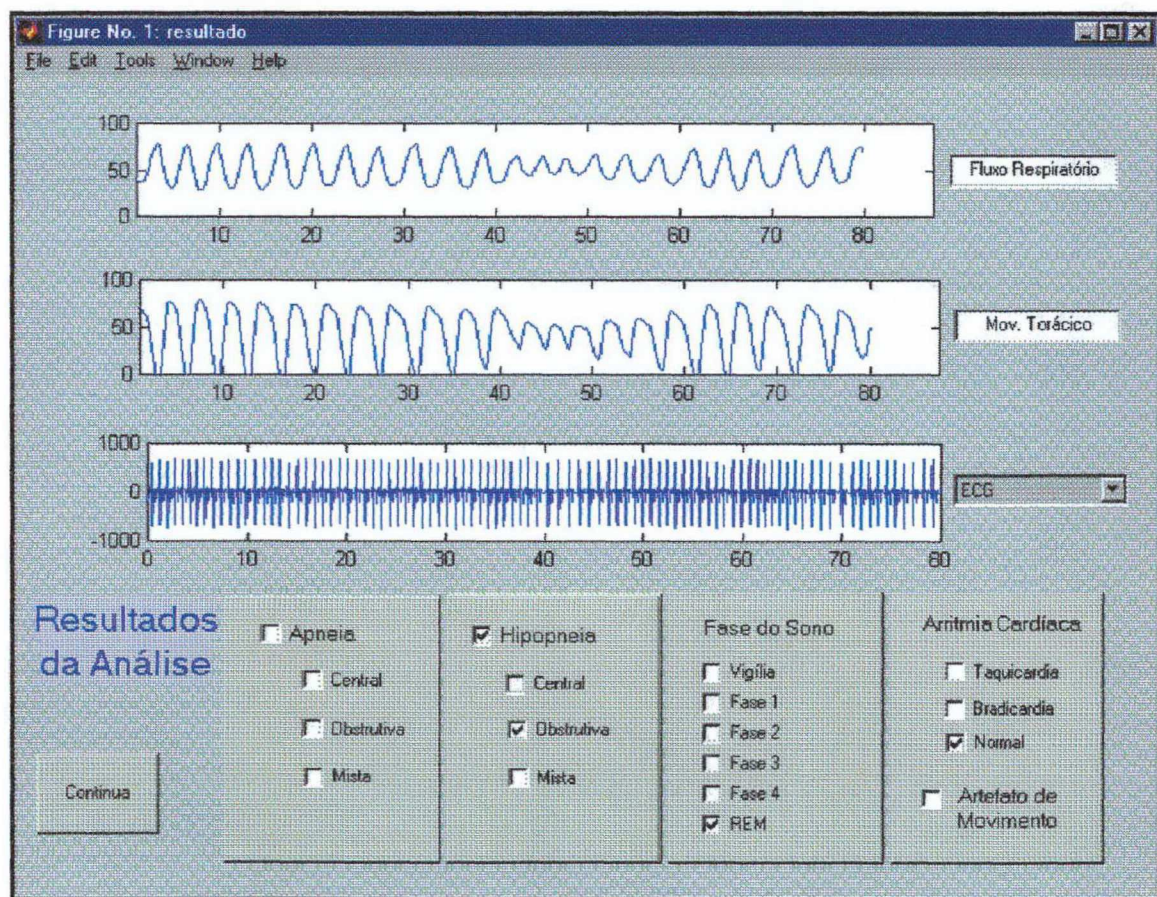 Figure No. 1: resultado
File Edit Tools Window Help
100
50
0
10 20 30 40 50 60 70 80
Fluxo Respiratório
100
50
0
10 20 30 40 50 60 70 80
Mov. Torácico
1000
0
-1000
0 10 20 30 40 50 60 70 80
ECG
Resultados
da Análise
Continua
Apneia
Central
Obstrutiva
Mista
Hipopneia
Central
Obstrutiva
Mista
Fase do Sono
Vigília
Fase 1
Fase 2
Fase 3
Fase 4
REM
Arritmia Cardíaca
Taquicardia
Bradicardia
Normal
Artefato de
Movimento